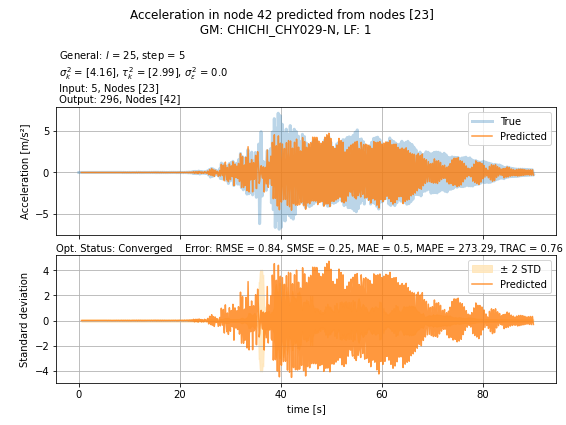 Acceleration in node 42 predicted from nodes [23]
GM: CHICHI_CHY029-N, LF: 1
General: l = 25, step = 5
σ²ₖ = [4.16], τ²ₖ = [2.99], σ²ε = 0.0
Input: 5, Nodes [23]
Output: 296, Nodes [42]
Acceleration [m/s²]
5
0
−5
True
Predicted
Opt. Status: Converged    Error: RMSE = 0.84, SMSE = 0.25, MAE = 0.5, MAPE = 273.29, TRAC = 0.76
Standard deviation
4
2
0
−2
−4
± 2 STD
Predicted
0 20 40 60 80
time [s]